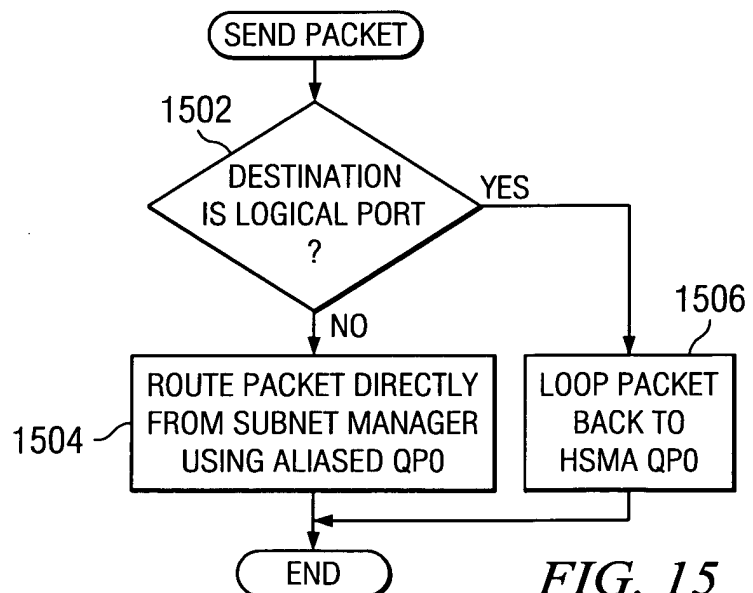 SEND PACKET
1502
DESTINATION
IS LOGICAL PORT
?
YES
NO
1506
1504
ROUTE PACKET DIRECTLY
FROM SUBNET MANAGER
USING ALIASED QP0
LOOP PACKET
BACK TO
HSMA QP0
END
FIG. 15